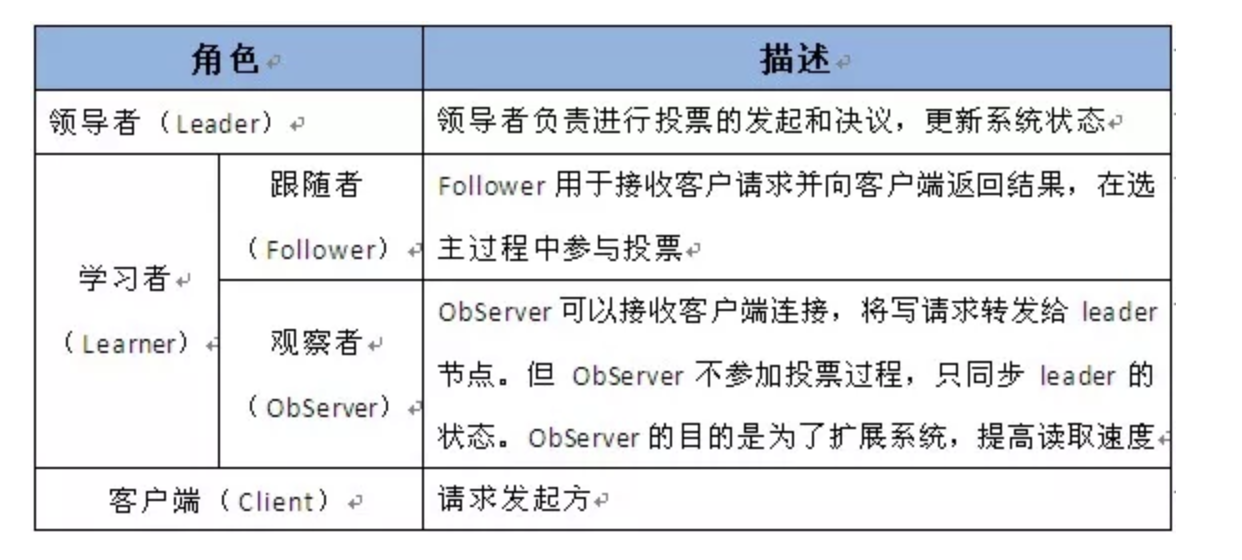 角色 描述
领导者（Leader） 领导者负责进行投票的发起和决议，更新系统状态
学习者
（Learner）
跟随者
（Follower）
Follower 用于接收客户请求并向客户端返回结果，在选
主过程中参与投票
观察者
（ObServer）
ObServer 可以接收客户端连接，将写请求转发给 leader
节点。但 ObServer 不参加投票过程，只同步 leader 的
状态。ObServer 的目的是为了扩展系统，提高读取速度
客户端（Client） 请求发起方